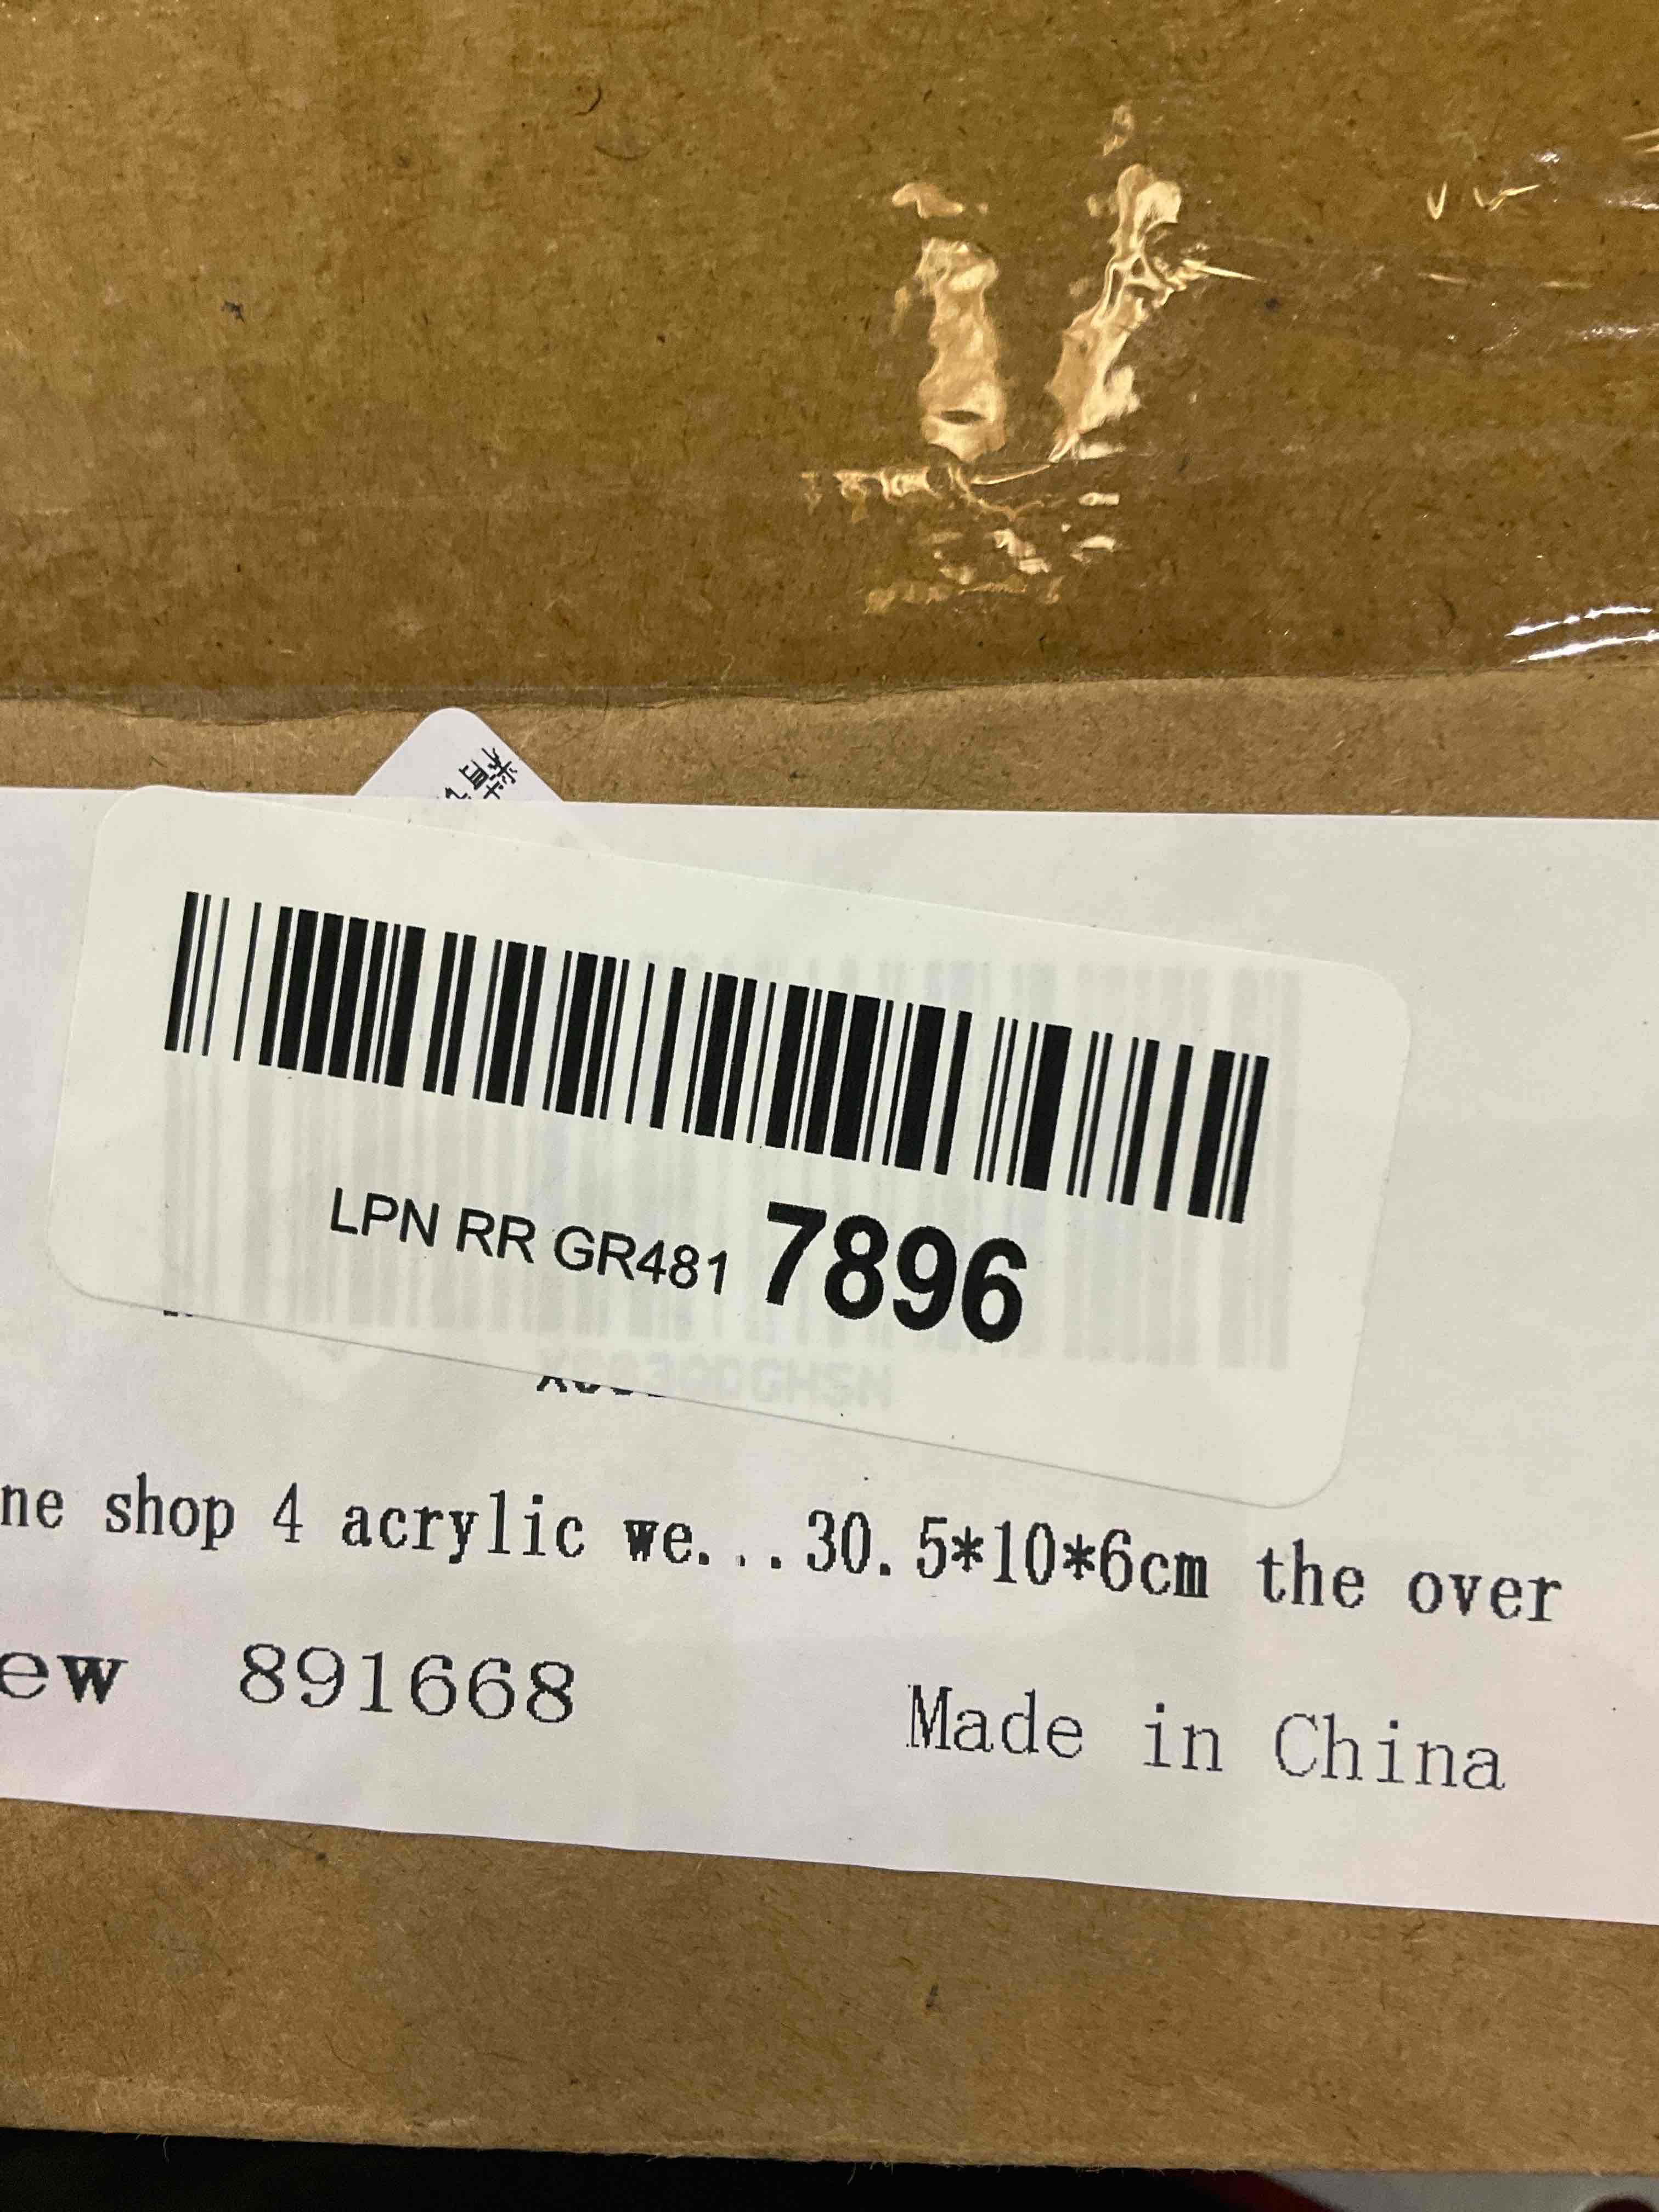 LPN RR GR481 7896
ne shop 4 acrylic we...30.5*10*6cm the over
ew 891668 Made in China